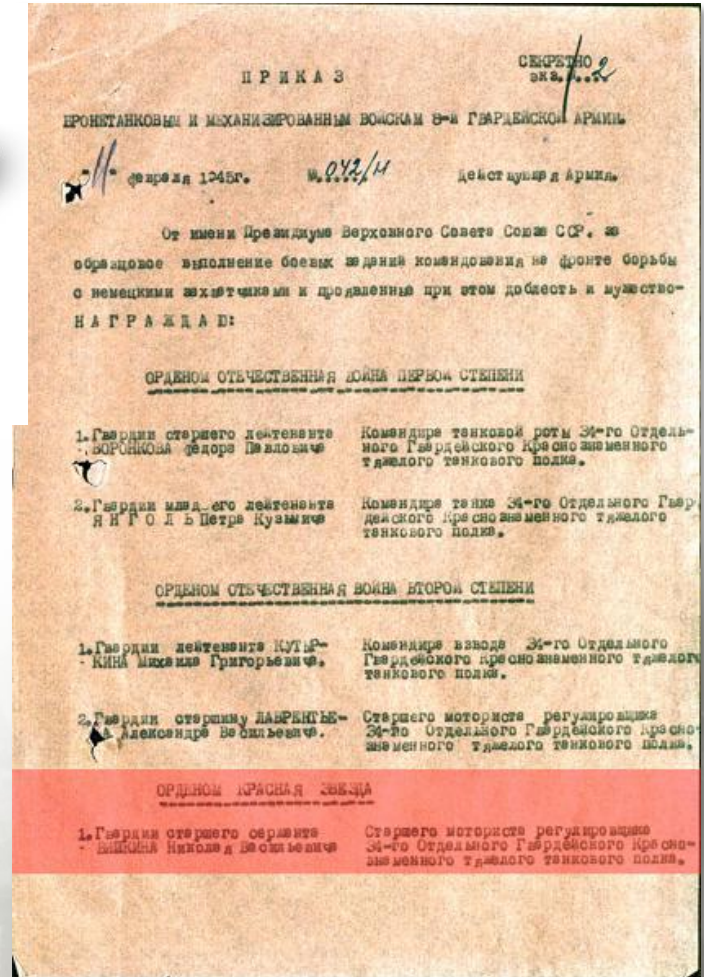 СЕКРЕТНО
экз. 2
ПРИКАЗ
БРОНЕТАНКОВЫМ И МЕХАНИЗИРОВАННЫМ ВОЙСКАМ 8-й ГВАРДЕЙСКОЙ АРМИИ.
"11" февраля 1945г. №.042/н Действующая Армия.
От имени Президиума Верховного Совета Союза ССР, за
образцовое выполнение боевых заданий командования на фронте борьбы
с немецкими захватчиками и проявленные при этом доблесть и мужество-
НАГРАЖДАЮ:
ОРДЕНОМ ОТЕЧЕСТВЕННАЯ ВОЙНА ПЕРВОЙ СТЕПЕНИ
1.Гвардии старшего лейтенанта Командира танковой роты 34-го Отдель-
ВОРОНКОВА Федора Павловича ного Гвардейского Краснознаменного
тяжелого танкового полка.
2.Гвардии младшего лейтенанта Командира танка 34-го Отдельного Гвар-
ЯНГОЛЬ Петра Кузьмича дейского Краснознаменного тяжелого
танкового полка.
ОРДЕНОМ ОТЕЧЕСТВЕННАЯ ВОЙНА ВТОРОЙ СТЕПЕНИ
1.Гвардии лейтенанта КУТЫР- Командира взвода 34-го Отдельного
КИНА Михаила Григорьевича. Гвардейского Краснознаменного тяжелого
танкового полка.
2.Гвардии старшину ЛАВРЕНТЬЕ- Старшего моториста регулировщика
ВА Александра Васильевича. 34-го Отдельного Гвардейского Красно-
знаменного тяжелого танкового полка.
ОРДЕНОМ КРАСНАЯ ЗВЕЗДА
1.Гвардии старшего сержанта Старшего моториста регулировщика
Николая Васильевича 34-го Отдельного Гвардейского Красно-
знаменного тяжелого танкового полка.